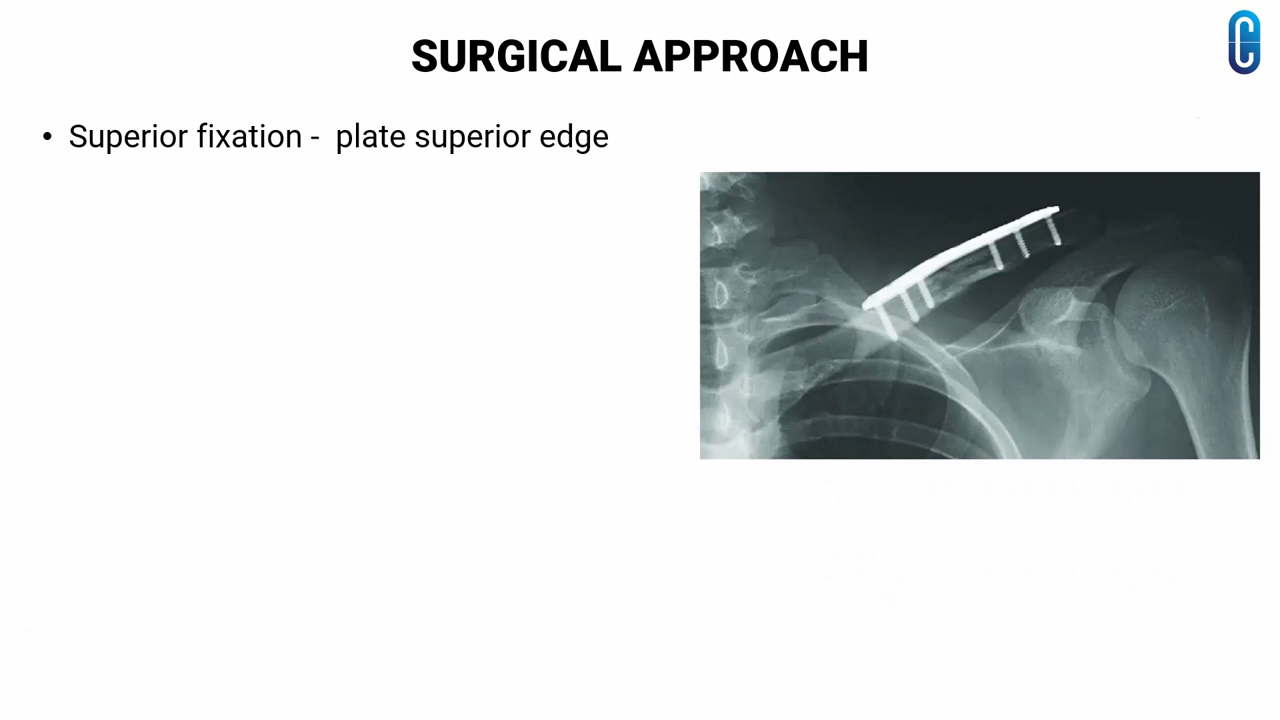 SURGICAL APPROACH
• Superior fixation - plate superior edge